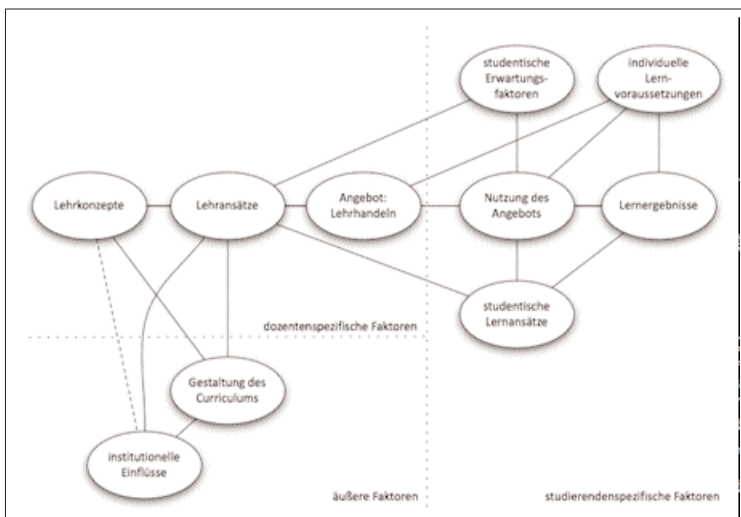 studentische
Erwartungs-
faktoren
individuelle
Lern-
voraussetzungen
Lehrkonzepte
Lehransätze
Angebot:
Lehrhandeln
Nutzung des
Angebots
Lernergebnisse
studentische
Lernansätze
dozentenspezifische Faktoren
Gestaltung des
Curriculums
institutionelle
Einflüsse
äußere Faktoren
studierendenspezifische Faktoren